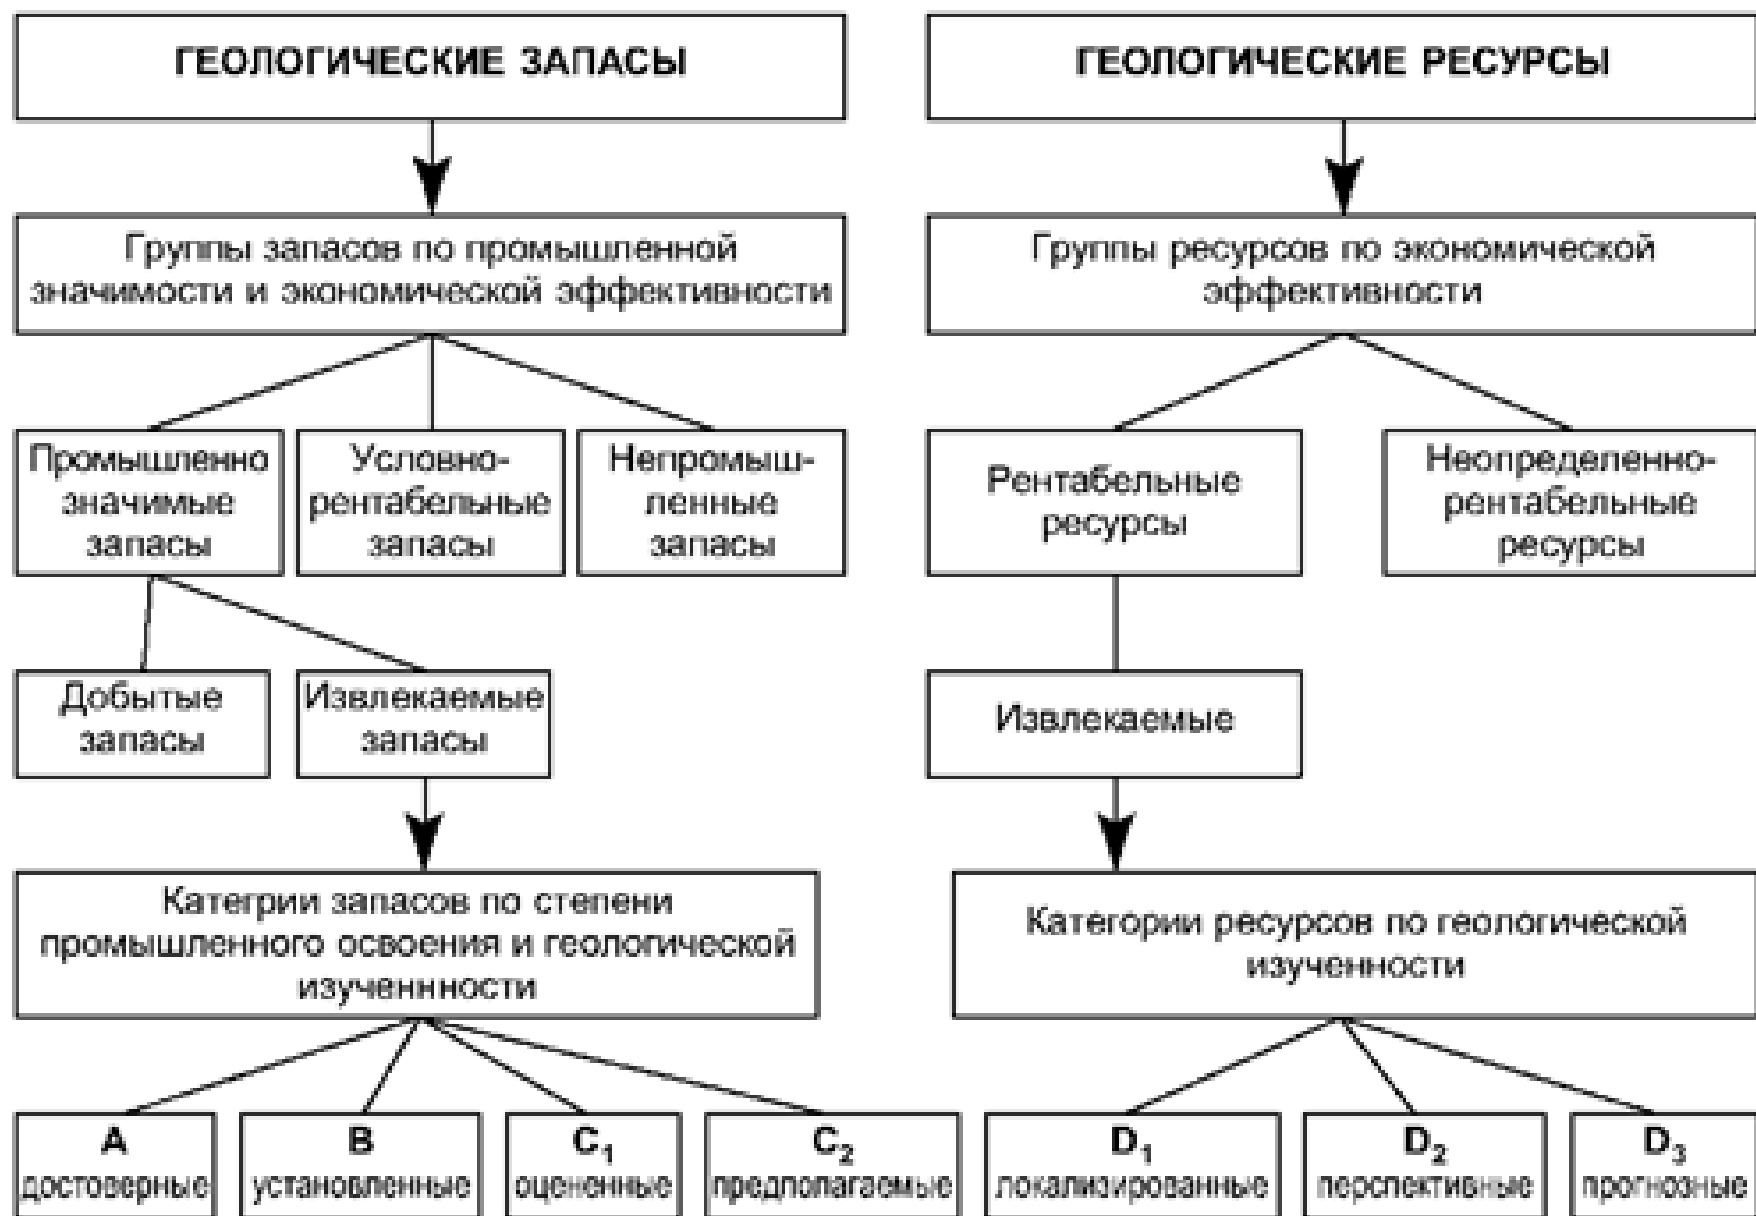 ГЕОЛОГИЧЕСКИЕ ЗАПАСЫ
ГЕОЛОГИЧЕСКИЕ РЕСУРСЫ
Группы запасов по промышленной
значимости и экономической эффективности
Группы ресурсов по экономической
эффективности
Промышленно
значимые
запасы
Условно-
рентабельные
запасы
Непромыш-
ленные
запасы
Рентабельные
ресурсы
Неопределенно-
рентабельные
ресурсы
Добытые
запасы
Извлекаемые
запасы
Извлекаемые
Категрии запасов по степени
промышленного освоения и геологической
изученнности
Категории ресурсов по геологической
изученности
A
достоверные
B
установленные
C₁
оцененные
C₂
предполагаемые
D₁
локализированные
D₂
перспективные
D₃
прогнозные